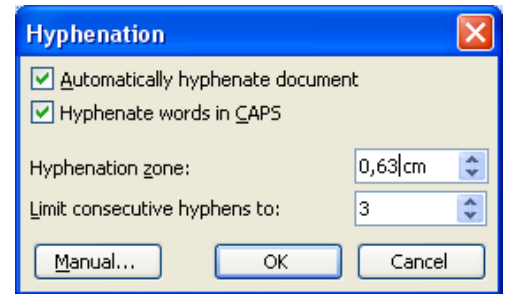 Hyphenation
Automatically hyphenate document
Hyphenate words in CAPS
Hyphenation zone: 0,63 cm
Limit consecutive hyphens to: 3
Manual... OK Cancel